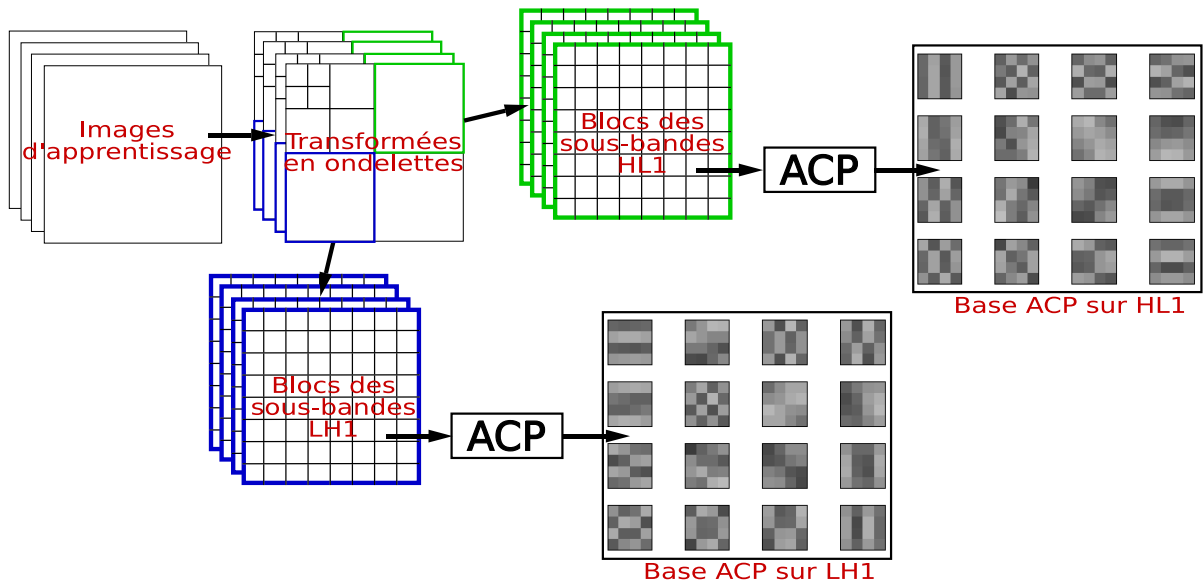 Images
d'apprentissage
Transformées
en ondelettes
Blocs des
sous-bandes
HL1
ACP
Base ACP sur HL1
Blocs des
sous-bandes
LH1
ACP
Base ACP sur LH1